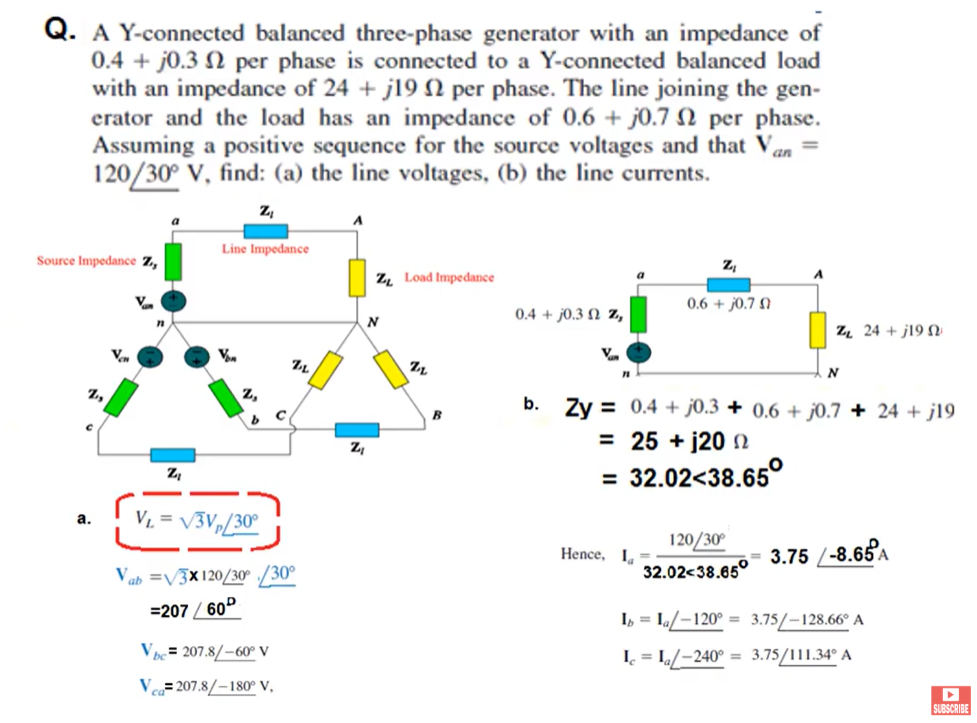 Q. A Y-connected balanced three-phase generator with an impedance of
0.4 + j0.3 Ω per phase is connected to a Y-connected balanced load
with an impedance of 24 + j19 Ω per phase. The line joining the gen-
erator and the load has an impedance of 0.6 + j0.7 Ω per phase.
Assuming a positive sequence for the source voltages and that Van =
120/30° V, find: (a) the line voltages, (b) the line currents.
a Zl A
Source Impedance Zs Line Impedance
ZL Load Impedance
Van
n N
Vcn Vbn ZL ZL
Zs Zs
c b C B
Zl Zl
a Zl A
0.4 + j0.3 Ω Zs 0.6 + j0.7 Ω
ZL 24 + j19 Ω
Van
n N
a. VL = √3Vp/30°
Vab =√3x120/30° /30°
=207 / 60°
Vbc= 207.8/−60° V
Vca=207.8/−180° V,
b. Zy = 0.4 + j0.3 + 0.6 + j0.7 + 24 + j19
= 25 + j20 Ω
= 32.02<38.65°
Hence, Ia = 120/30° / 32.02<38.65° = 3.75 /-8.65° A
Ib = Ia/−120° = 3.75/−128.66° A
Ic = Ia/−240° = 3.75/111.34° A
SUBSCRIBE